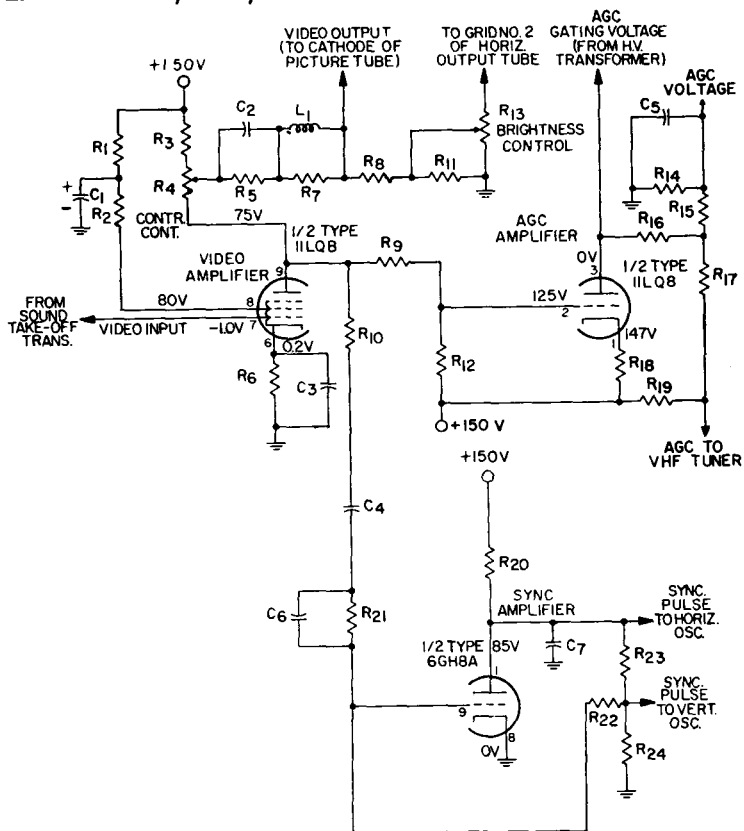 VIDEO OUTPUT
(TO CATHODE OF
PICTURE TUBE)
TO GRID NO. 2
OF HORIZ.
OUTPUT TUBE
AGC
GATING VOLTAGE
(FROM H.V.
TRANSFORMER)
AGC
VOLTAGE
+150V
C2
L1
R13
BRIGHTNESS
CONTROL
C5
R1
R3
R14
R15
R4
R5
R7
R8
R11
C1
+
-
R2
CONTR.
CONT.
75V
1/2 TYPE
11LQ8
VIDEO
AMPLIFIER
9
R9
AGC
AMPLIFIER
R16
0V
3
1/2 TYPE
11LQ8
R17
FROM
SOUND
TAKE-OFF
TRANS.
80V
8
VIDEO INPUT
-1.0V
7
125V
2
6
0.2V
R10
147V
1
R12
R18
R6
C3
R19
+150 V
AGC TO
VHF TUNER
+150V
C4
R20
SYNC
AMPLIFIER
SYNC.
PULSE
TO HORIZ.
OSC.
C6
R21
1/2 TYPE
6GH8A
85V
1
C7
R23
SYNC.
PULSE
TO VERT.
OSC.
9
R22
8
0V
R24